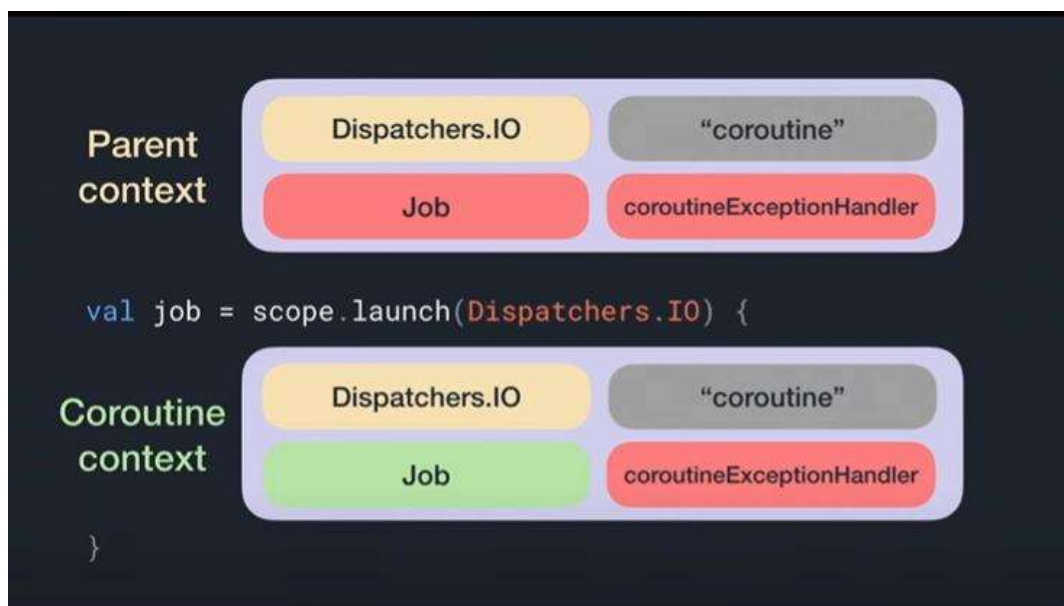 Parent
context
Dispatchers.IO
“coroutine”
Job
coroutineExceptionHandler
val job = scope.launch(Dispatchers.IO) {
Coroutine
context
Dispatchers.IO
“coroutine”
Job
coroutineExceptionHandler
}